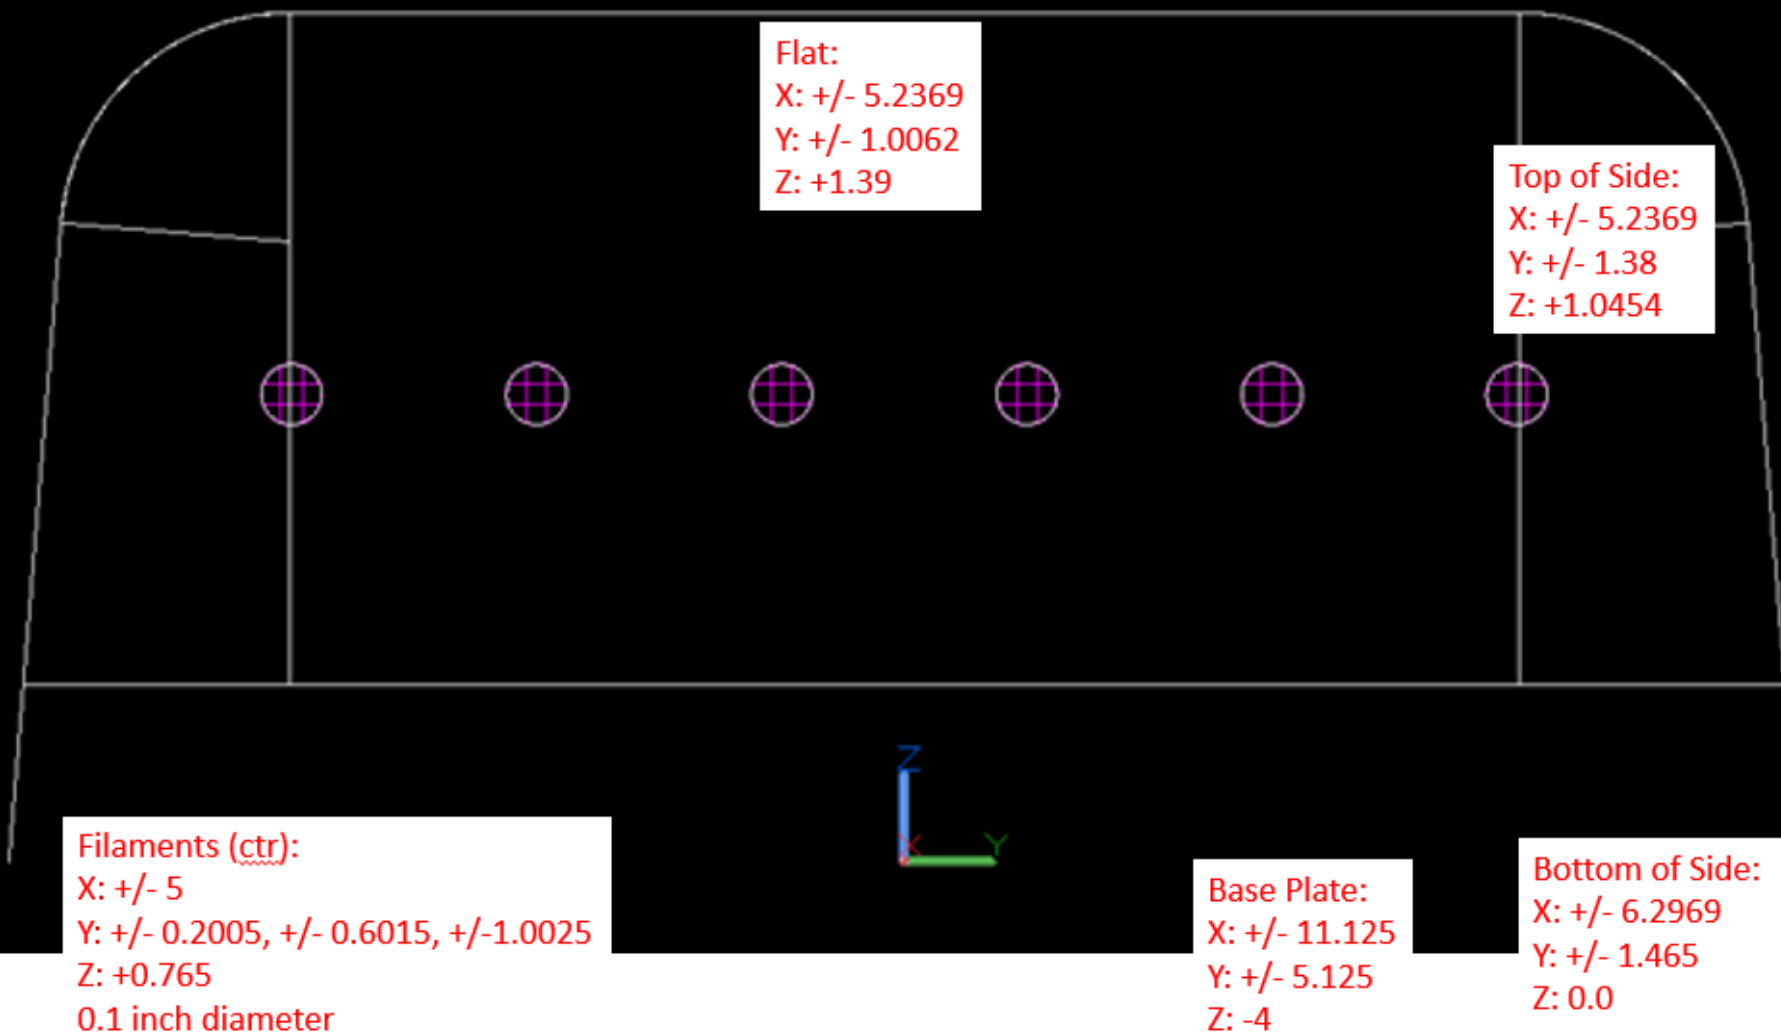 Flat:
X: +/- 5.2369
Y: +/- 1.0062
Z: +1.39
Top of Side:
X: +/- 5.2369
Y: +/- 1.38
Z: +1.0454
Z
X
Y
Filaments (ctr):
X: +/- 5
Y: +/- 0.2005, +/- 0.6015, +/-1.0025
Z: +0.765
0.1 inch diameter
Base Plate:
X: +/- 11.125
Y: +/- 5.125
Z: -4
Bottom of Side:
X: +/- 6.2969
Y: +/- 1.465
Z: 0.0